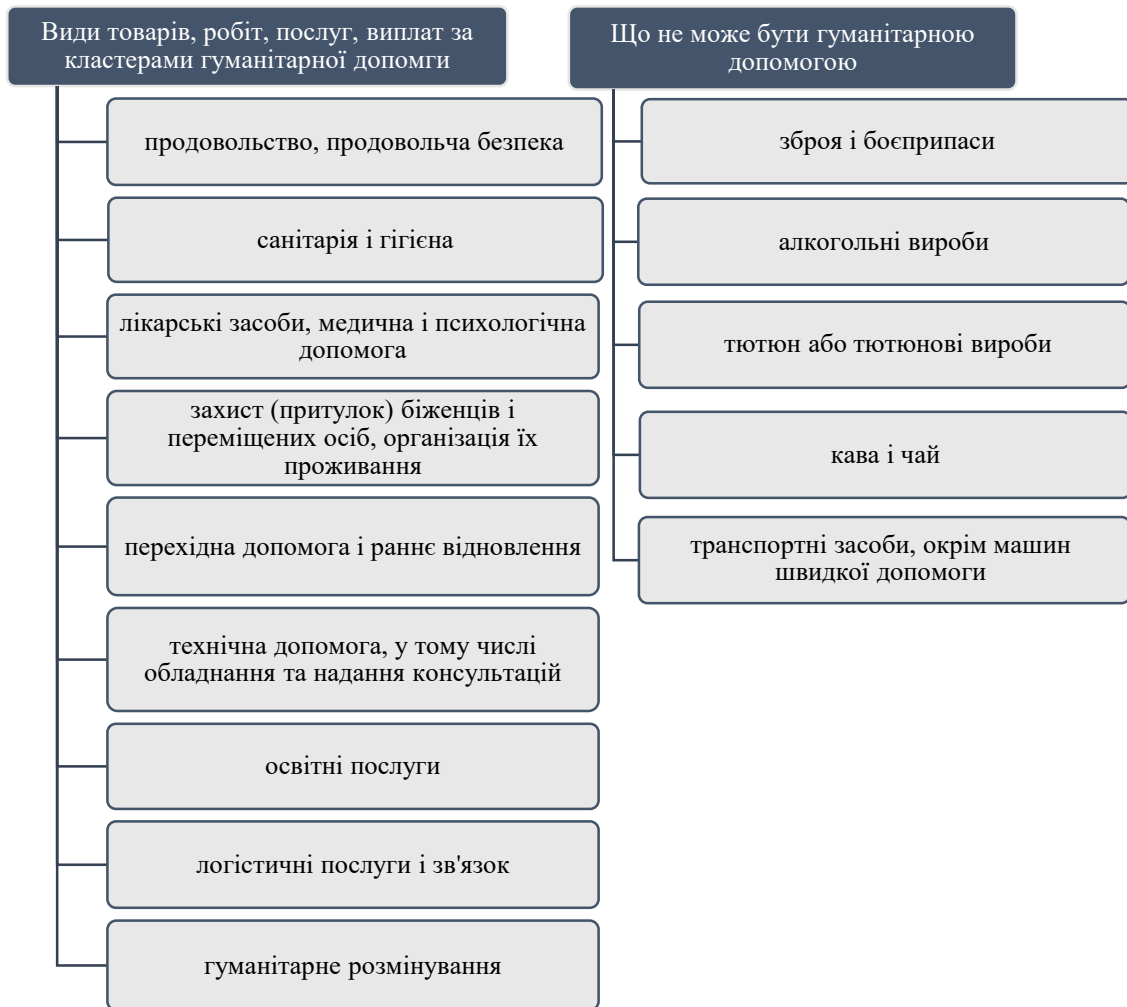 Види товарів, робіт, послуг, виплат за
кластерами гуманітарної допомги
продовольство, продовольча безпека
санітарія і гігієна
лікарські засоби, медична і психологічна
допомога
захист (притулок) біженців і
переміщених осіб, організація їх
проживання
перехідна допомога і раннє відновлення
технічна допомога, у тому числі
обладнання та надання консультацій
освітні послуги
логістичні послуги і зв'язок
гуманітарне розмінування
Що не може бути гуманітарною
допомогою
зброя і боєприпаси
алкогольні вироби
тютюн або тютюнові вироби
кава і чай
транспортні засоби, окрім машин
швидкої допомоги